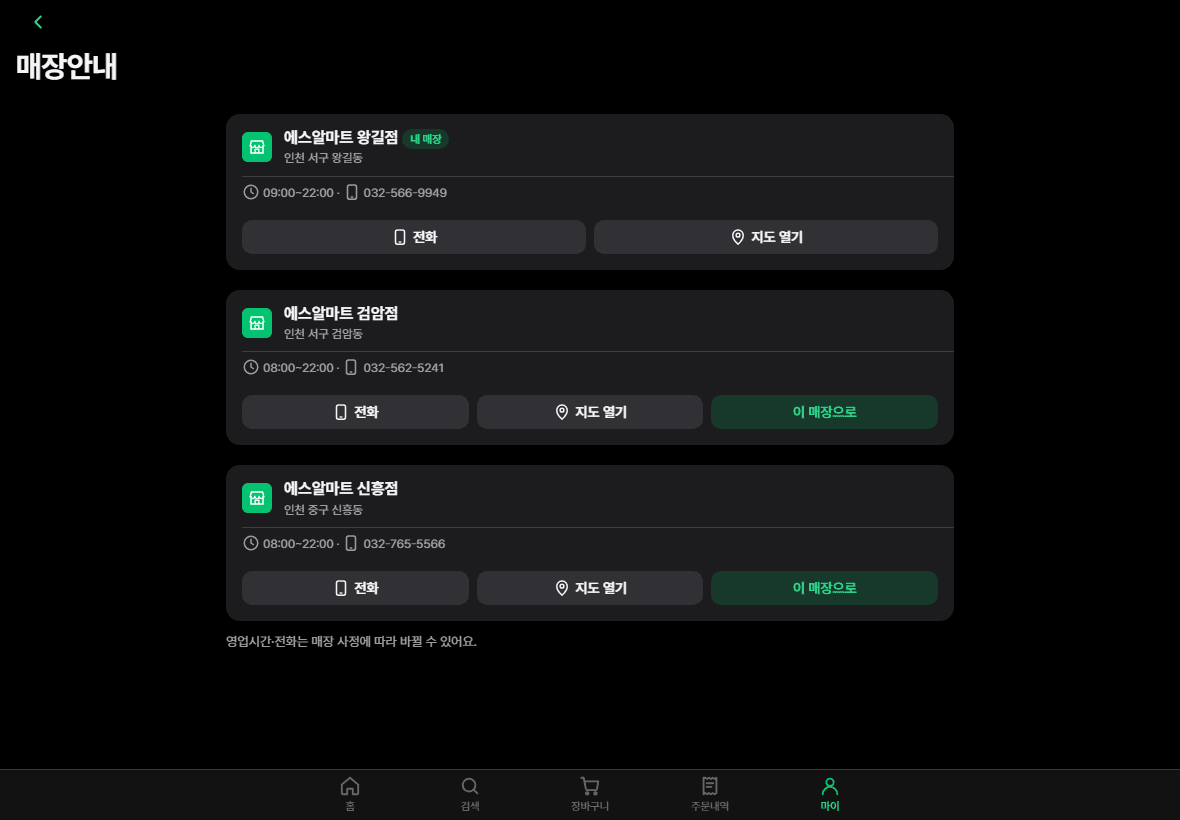 매장안내
에스알마트 왕길점 내 매장
인천 서구 왕길동
09:00~22:00 · 032-566-9949
전화 지도 열기
에스알마트 검암점
인천 서구 검암동
08:00~22:00 · 032-562-5241
전화 지도 열기 이 매장으로
에스알마트 신흥점
인천 중구 신흥동
08:00~22:00 · 032-765-5566
전화 지도 열기 이 매장으로
영업시간·전화는 매장 사정에 따라 바뀔 수 있어요.
홈 검색 장바구니 주문내역 마이